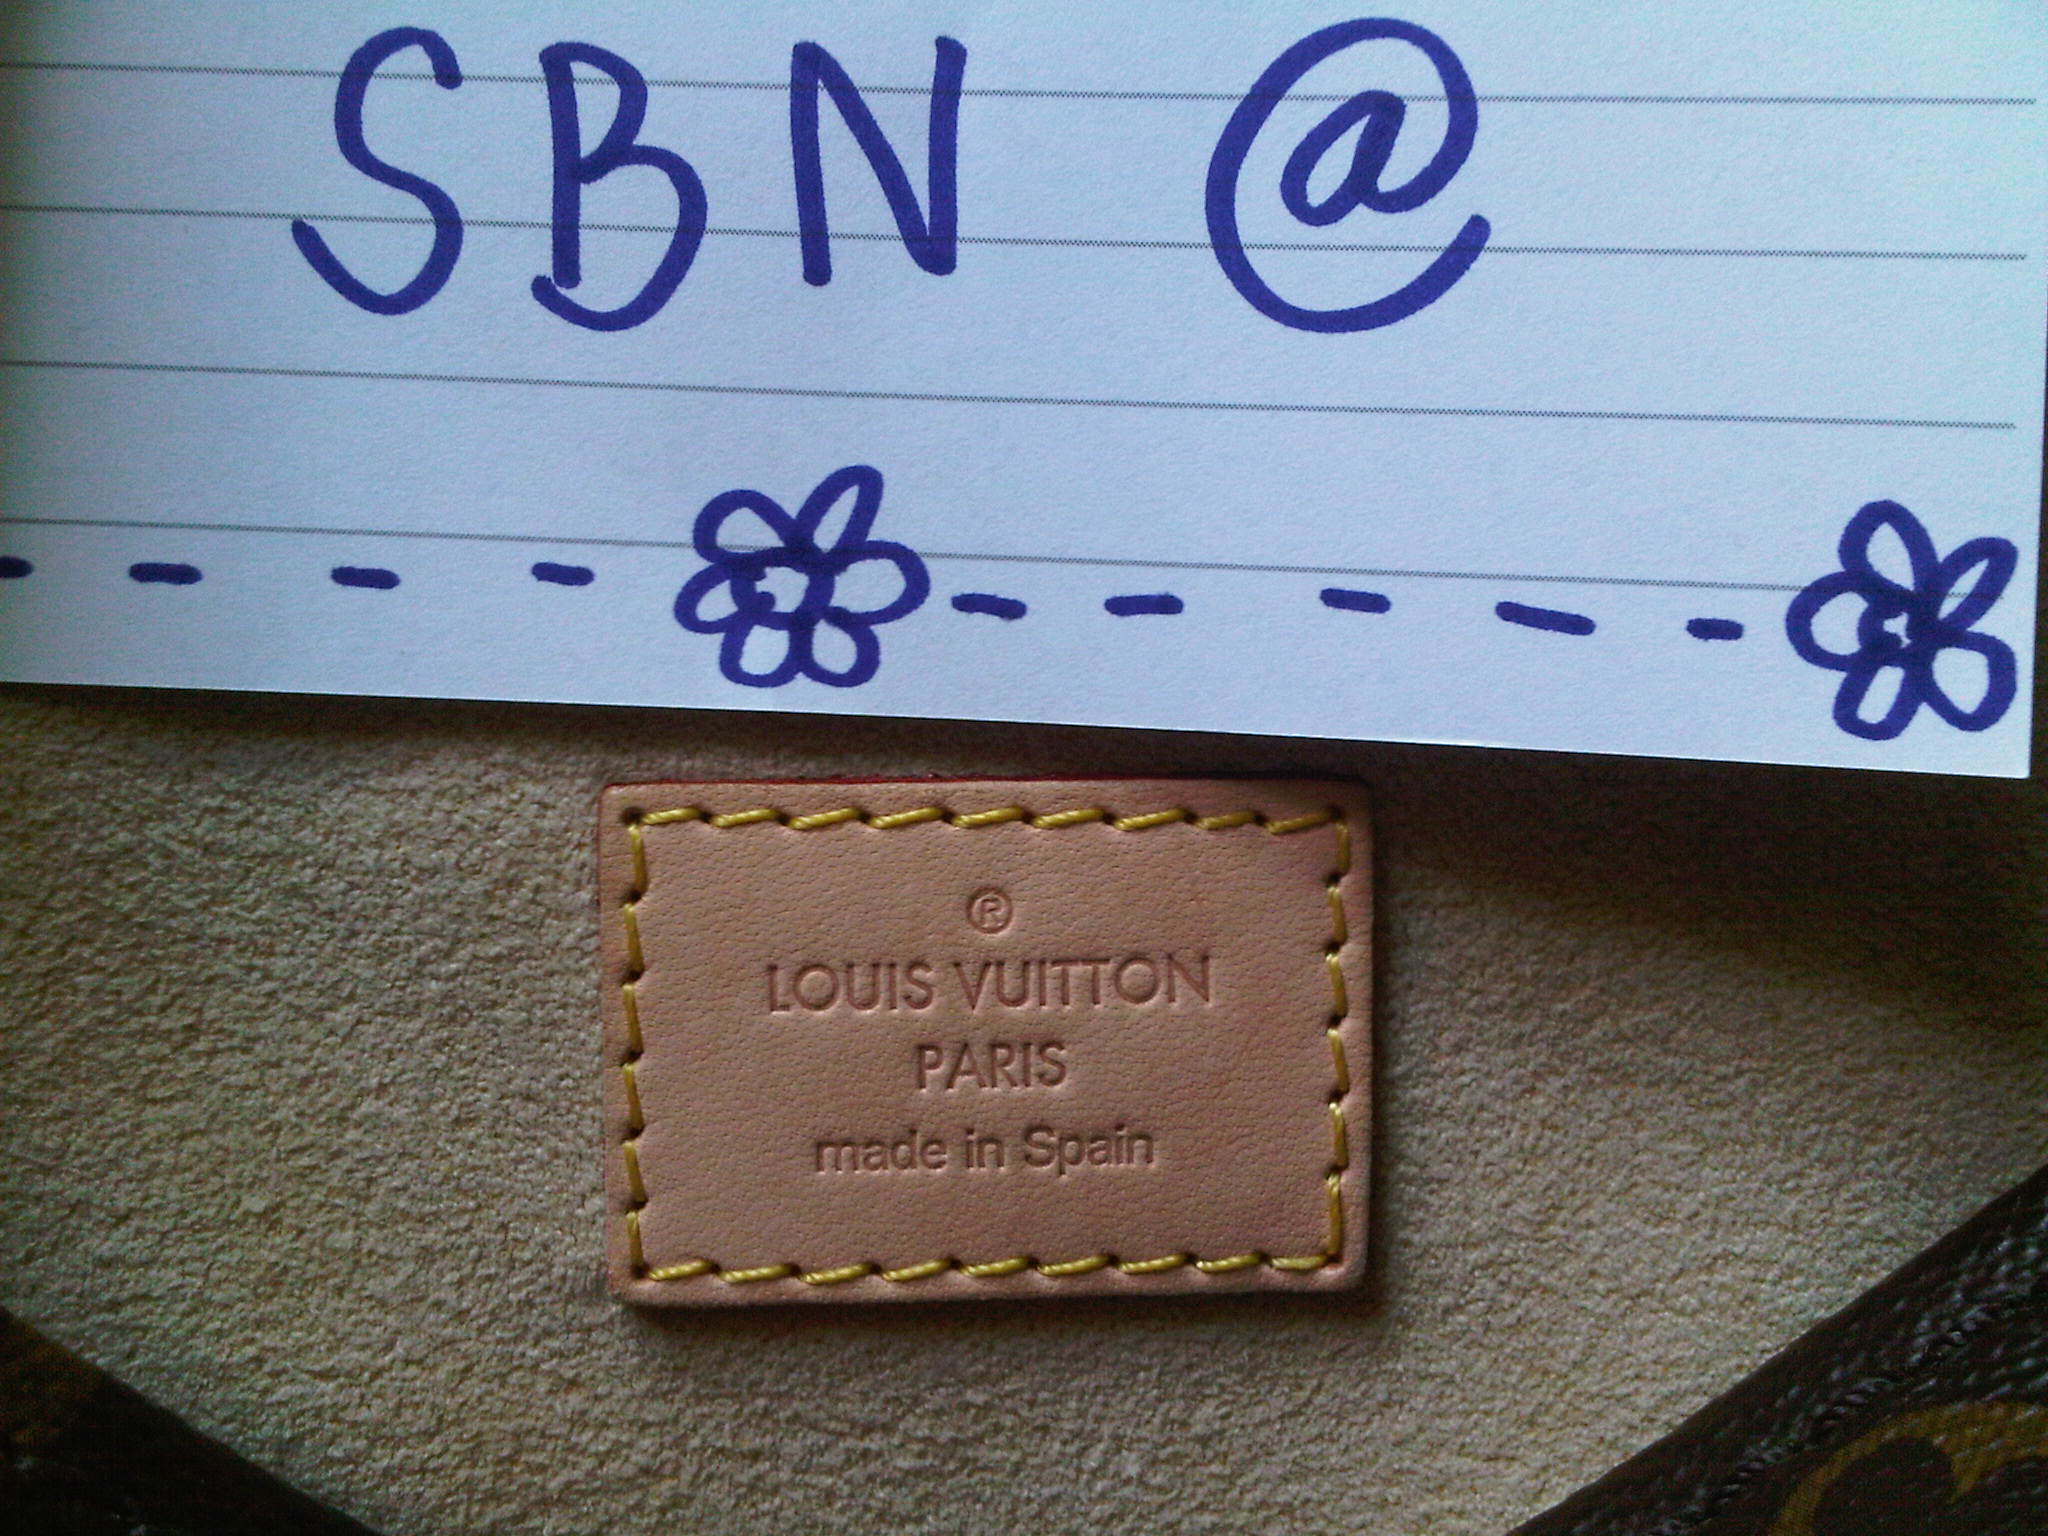 SBN @
®
LOUIS VUITTON
PARIS
made in Spain